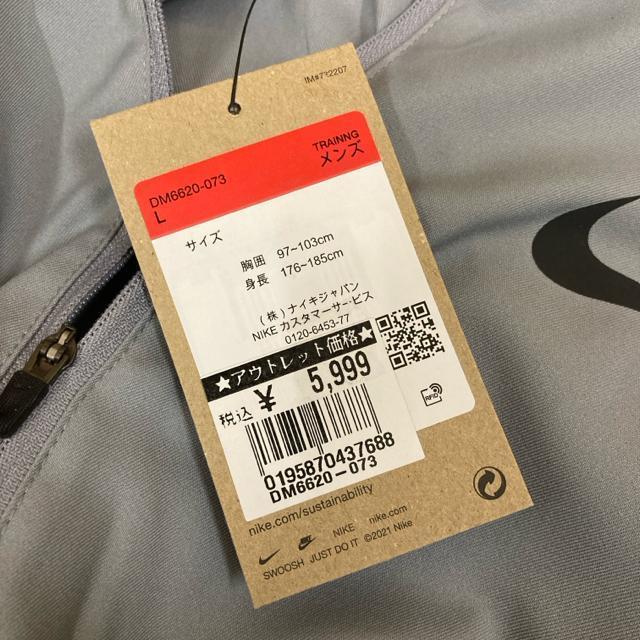 IM#722207
TRAINNG
メンズ
DM6620-073
L
サイズ
胸囲 97~103cm
身長 176~185cm
(株)ナイキジャパン
NIKE カスタマーサービス
0120-6453-77
★アウトレット価格★
税込 ¥ 5,999
RFID
0195870437688
DM6620-073
nike.com/sustainability
NIKE nike.com
SWOOSH JUST DO IT ©2021 Nike